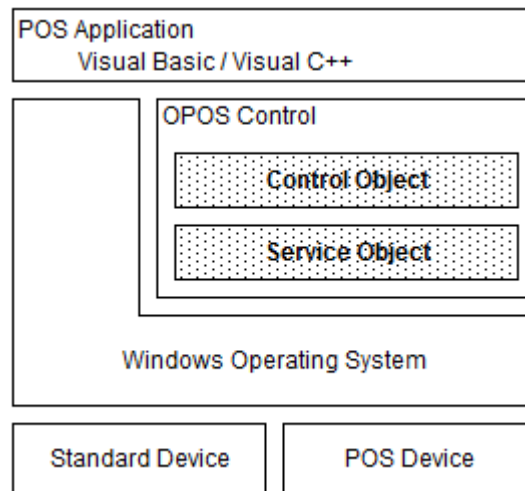 POS Application
Visual Basic / Visual C++
OPOS Control
Control Object
Service Object
Windows Operating System
Standard Device
POS Device